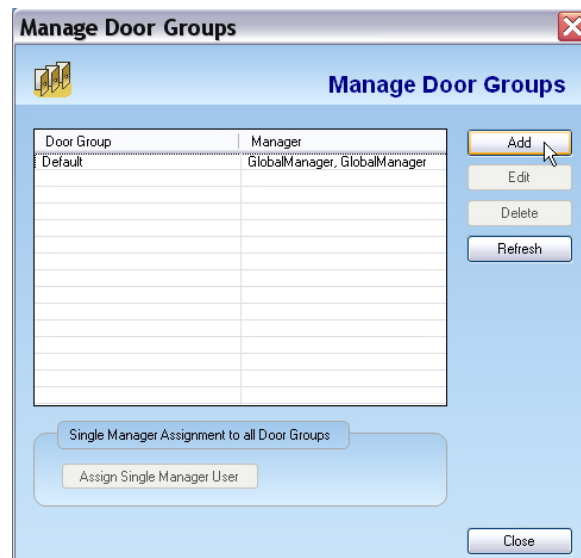 Manage Door Groups
Manage Door Groups
Door Group Manager
Default GlobalManager, GlobalManager
Add
Edit
Delete
Refresh
Single Manager Assignment to all Door Groups
Assign Single Manager User
Close